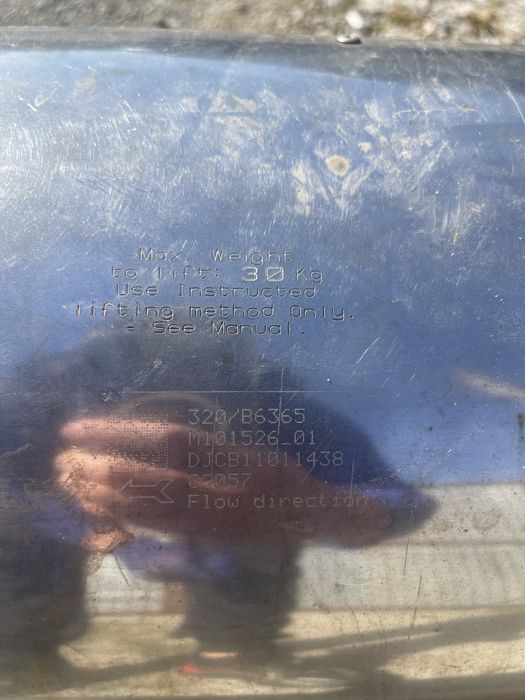 Max. Weight
to lift: 30 Kg
Use Instructed
lifting method Only.
- See Manual.
320/B6365
M101526_01
DJCB11011438
C9057
Flow direction